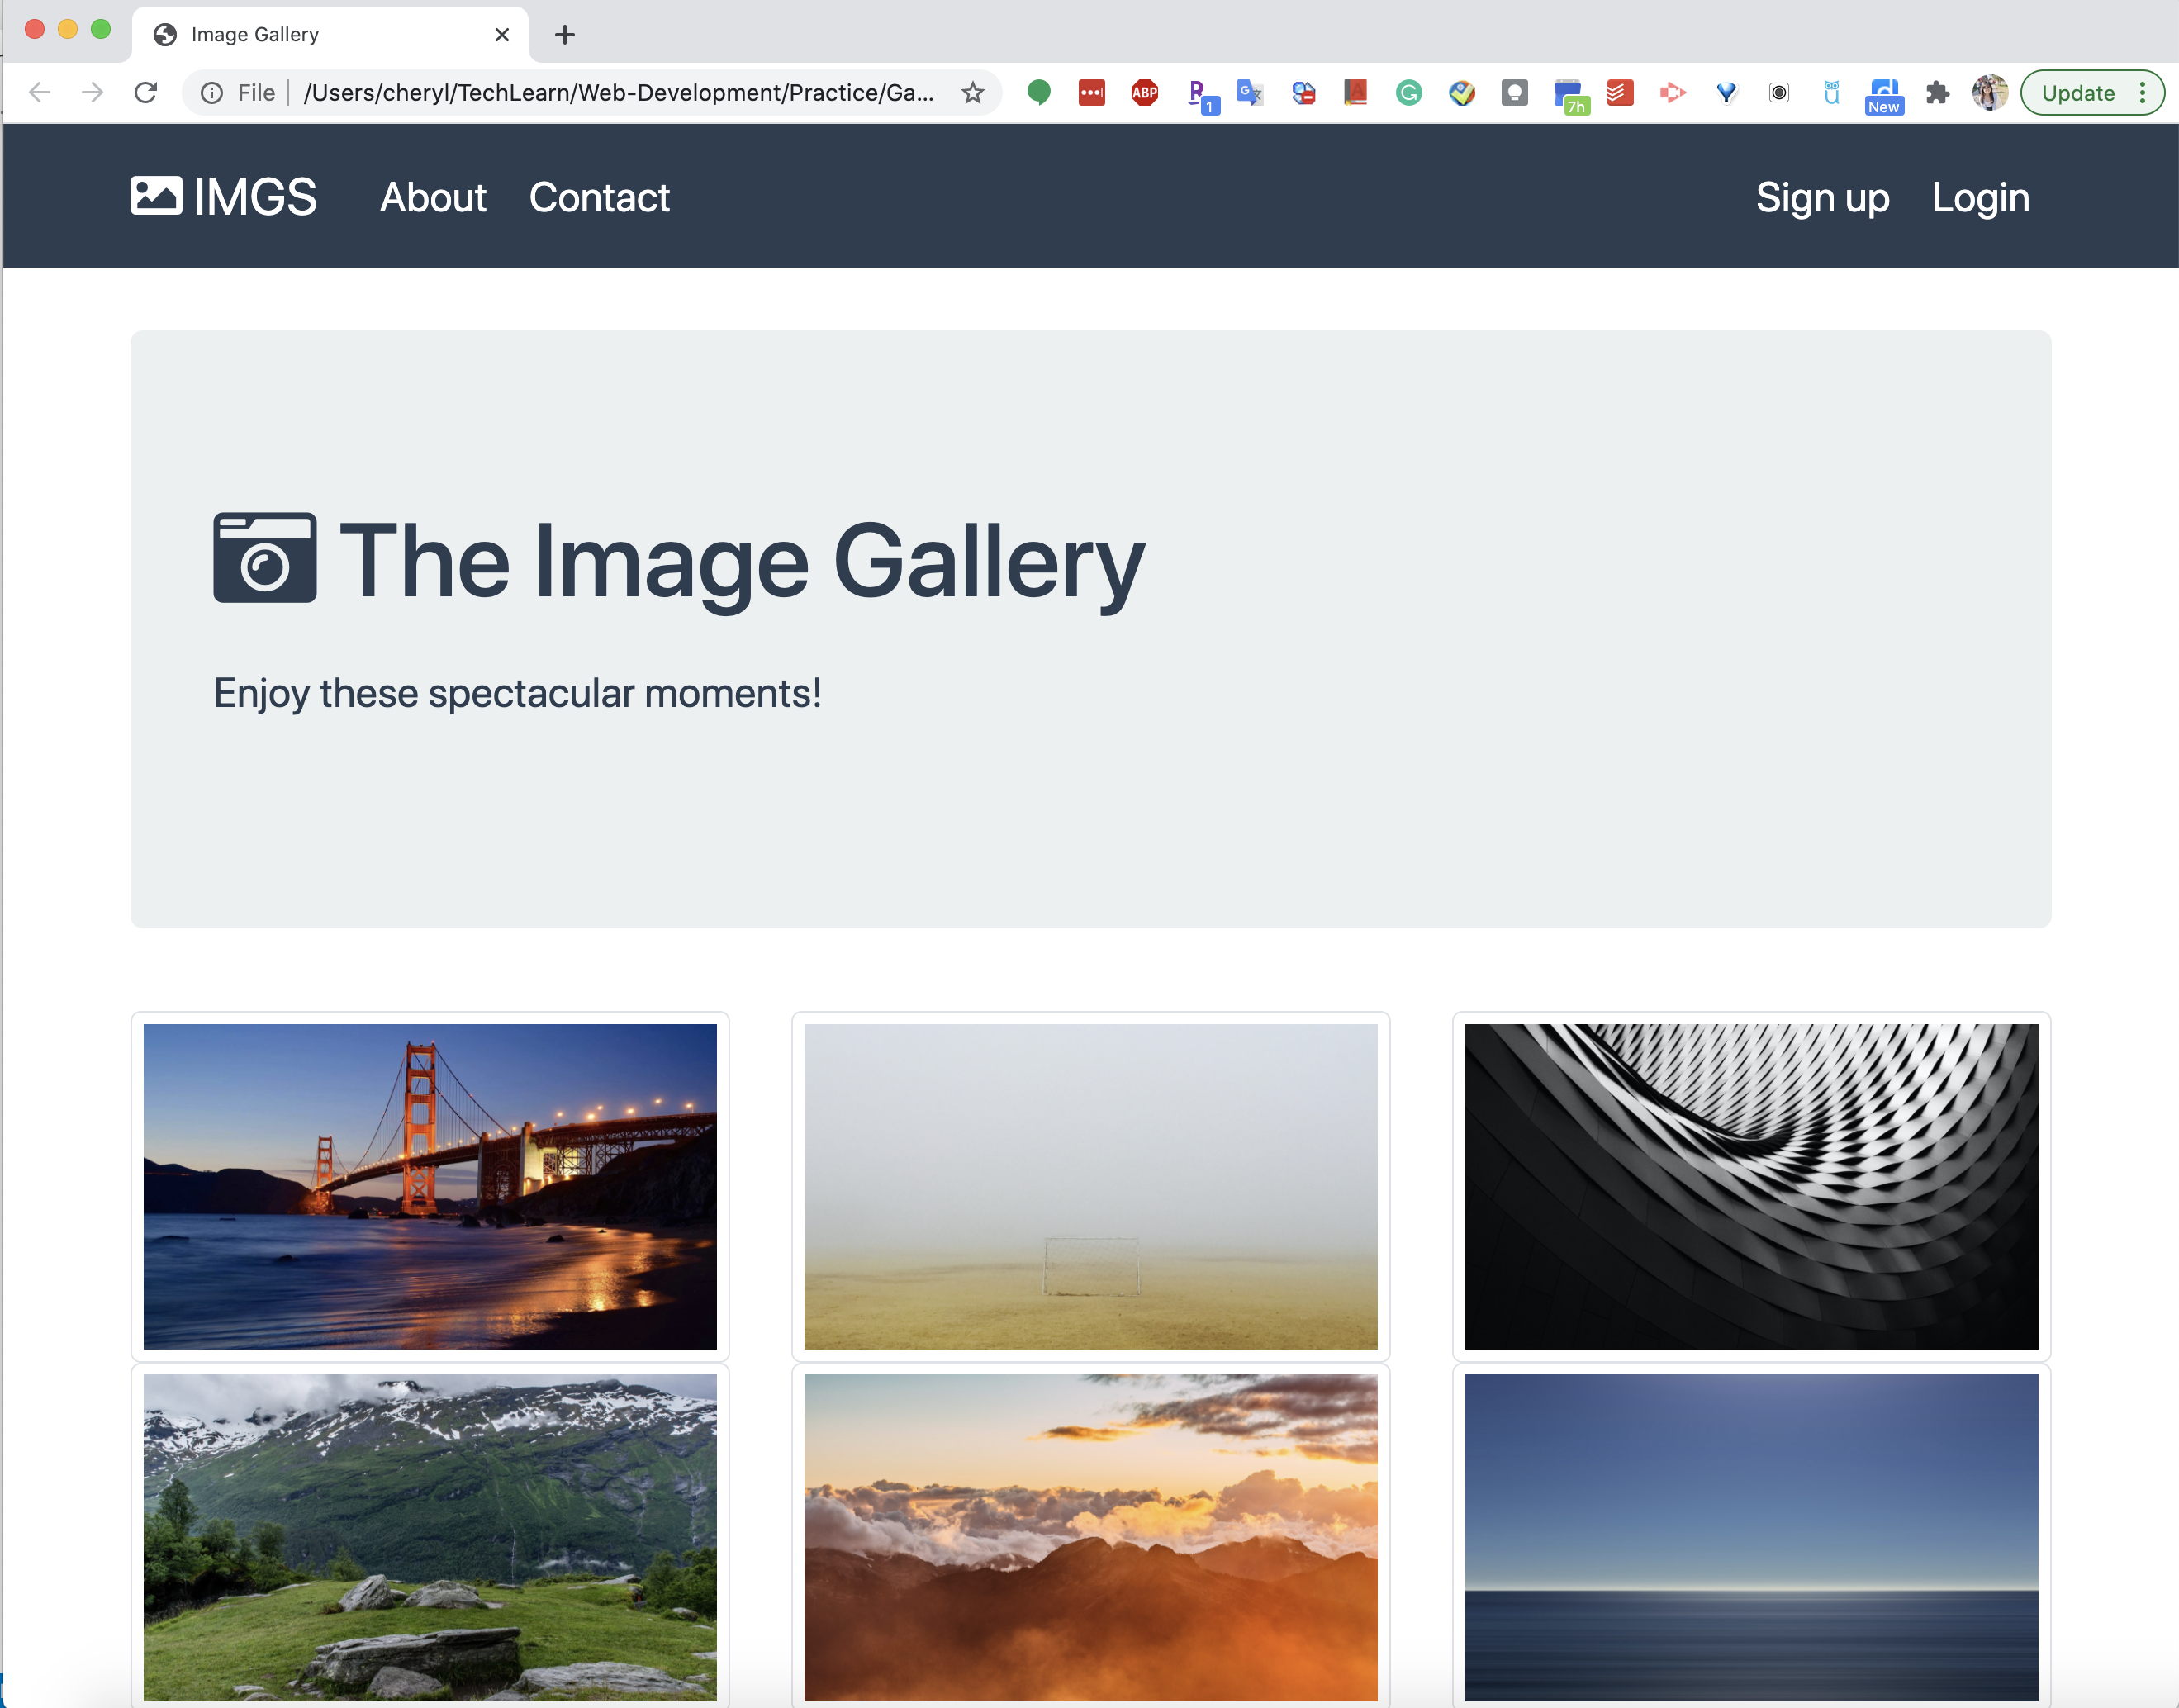 Image Gallery
File /Users/cheryl/TechLearn/Web-Development/Practice/Ga...
ABP
1
7h
New
Update
IMGS About Contact Sign up Login
The Image Gallery
Enjoy these spectacular moments!